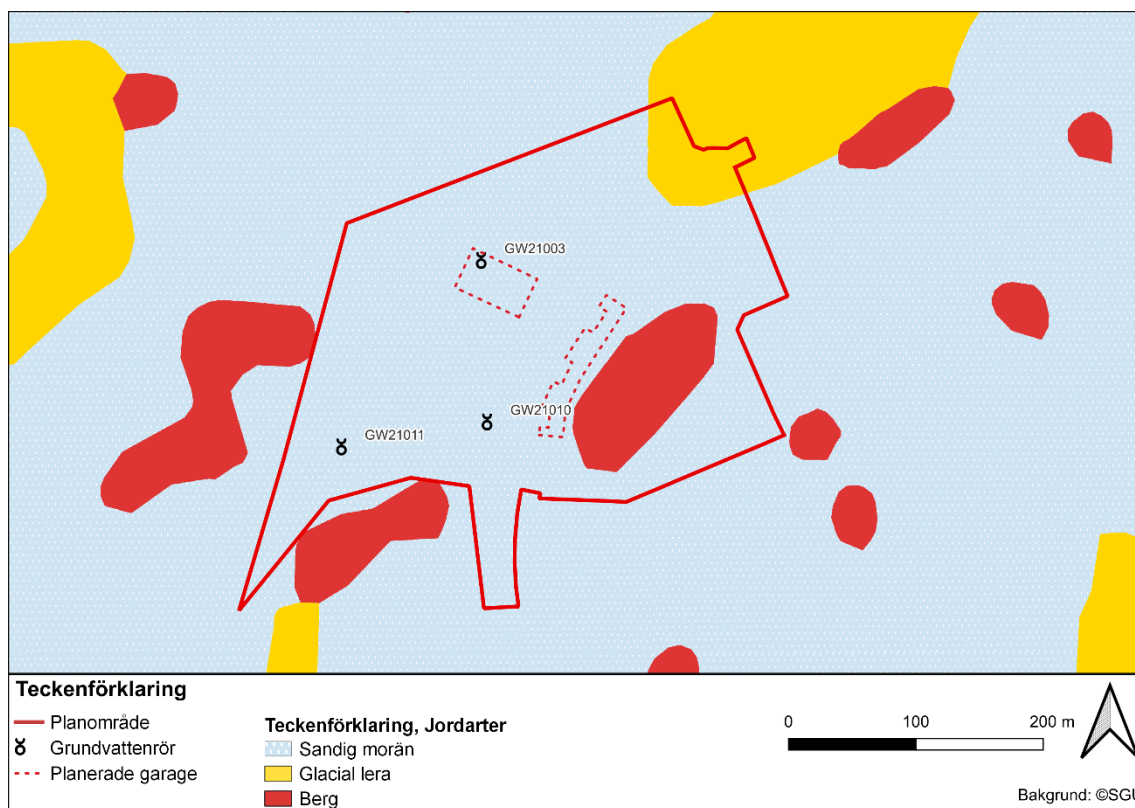 GW21003
GW21010
GW21011
Teckenförklaring
Planområde
Grundvattenrör
Planerade garage
Teckenförklaring, Jordarter
Sandig morän
Glacial lera
Berg
0 100 200 m
Bakgrund: ©SGU